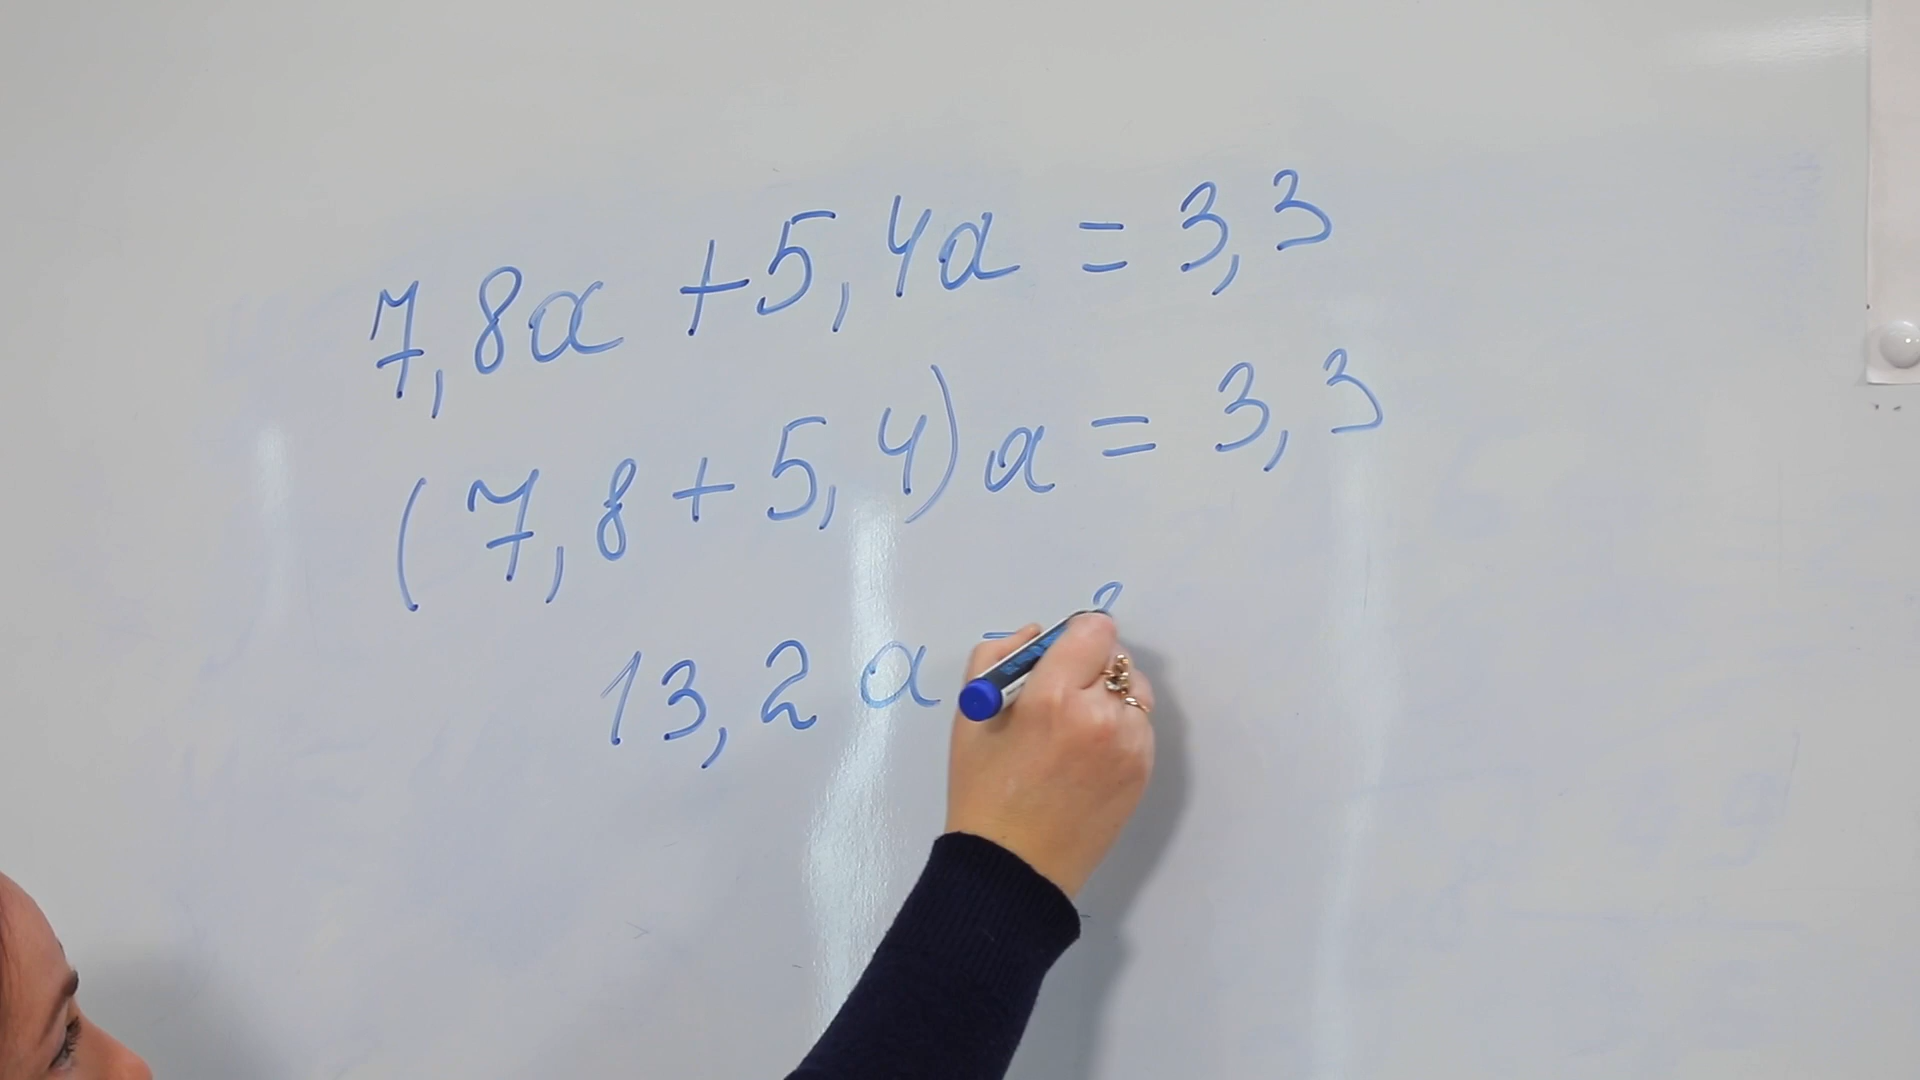 7,8a + 5,4a = 3,3
(7,8 + 5,4)a = 3,3
13,2a =